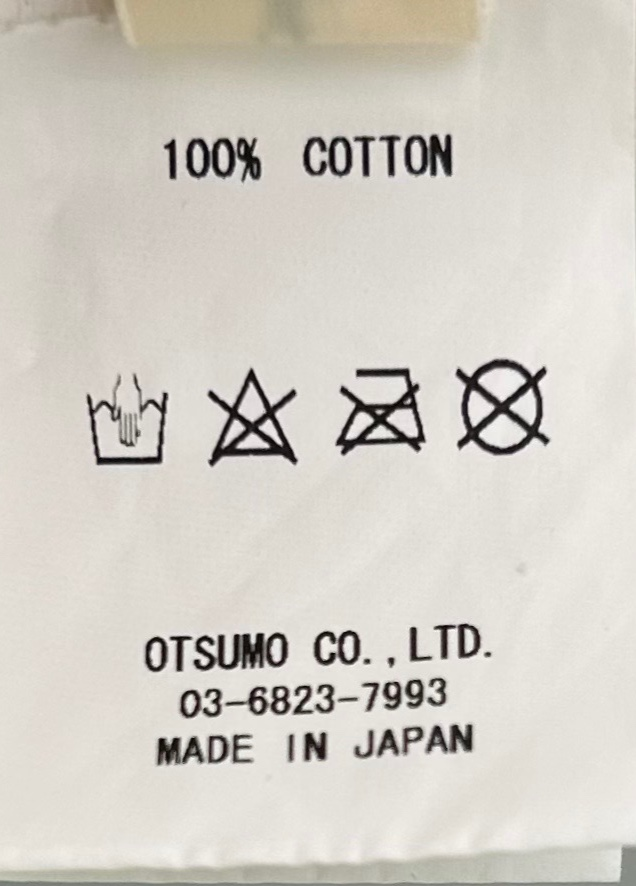 100% COTTON
OTSUMO CO.,LTD.
03-6823-7993
MADE IN JAPAN